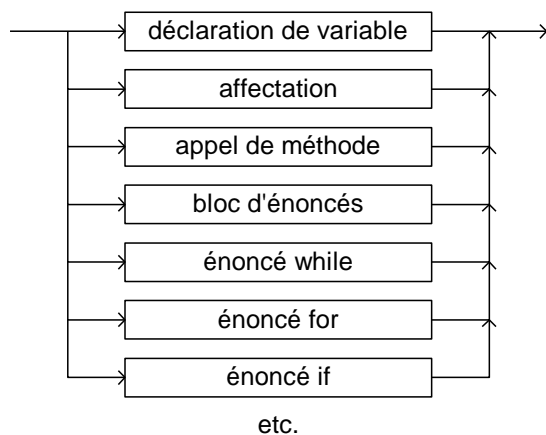 déclaration de variable
affectation
appel de méthode
bloc d'énoncés
énoncé while
énoncé for
énoncé if
etc.